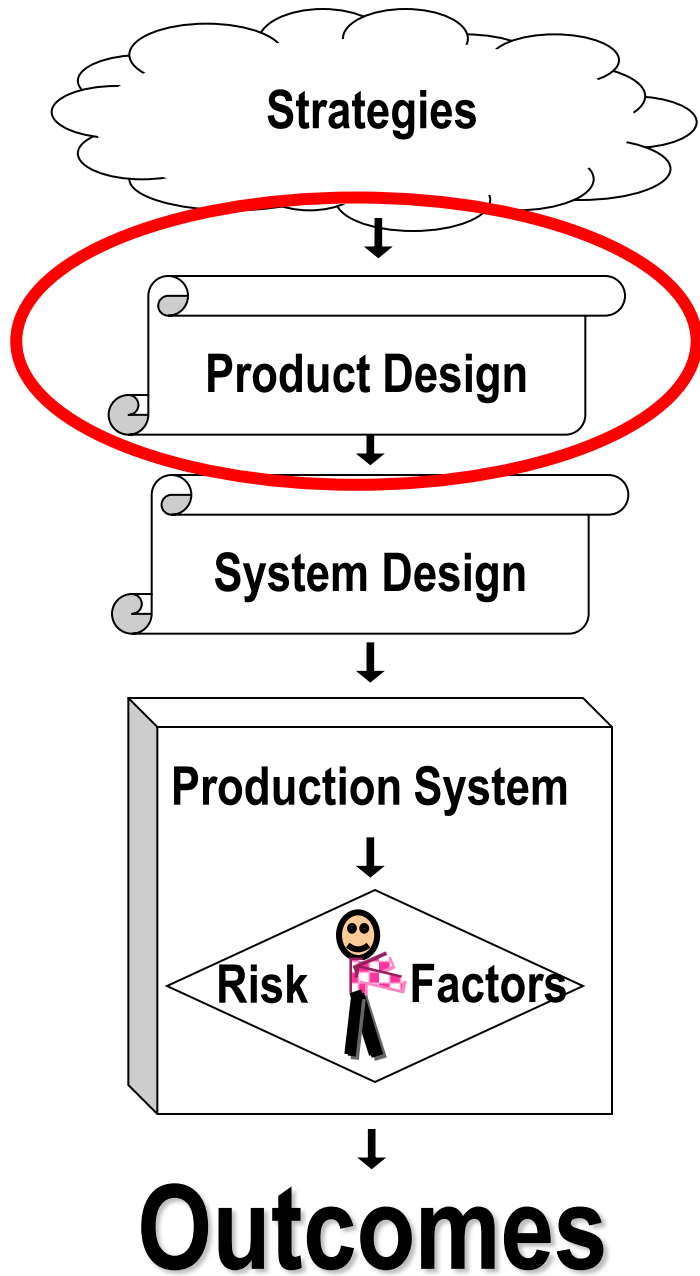 Strategies
Product Design
System Design
Production System
Risk Factors
Outcomes